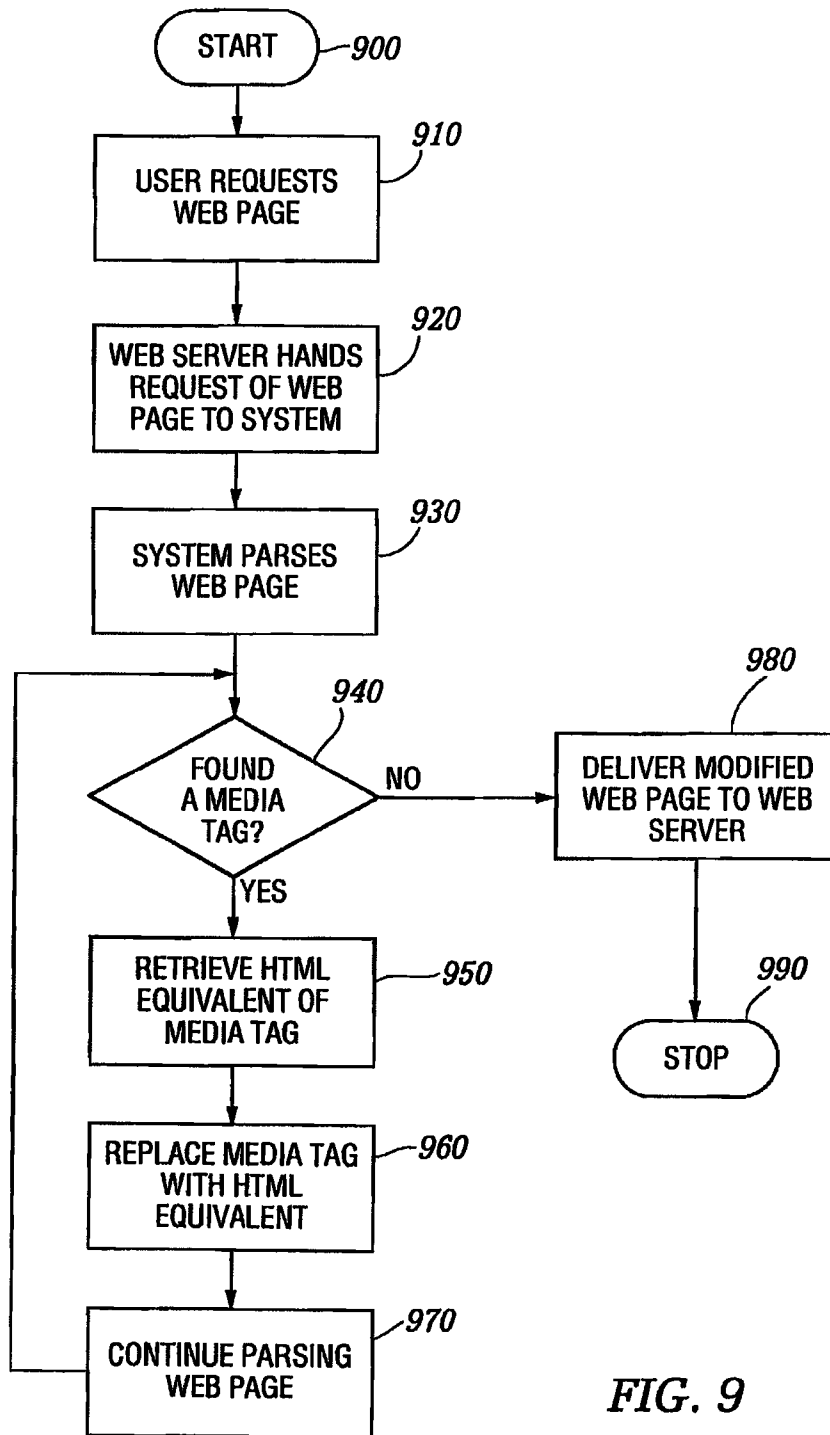 START
900
910
USER REQUESTS
WEB PAGE
920
WEB SERVER HANDS
REQUEST OF WEB
PAGE TO SYSTEM
930
SYSTEM PARSES
WEB PAGE
940
FOUND
A MEDIA
TAG?
NO
YES
980
DELIVER MODIFIED
WEB PAGE TO WEB
SERVER
950
RETRIEVE HTML
EQUIVALENT OF
MEDIA TAG
990
STOP
960
REPLACE MEDIA TAG
WITH HTML
EQUIVALENT
970
CONTINUE PARSING
WEB PAGE
FIG. 9